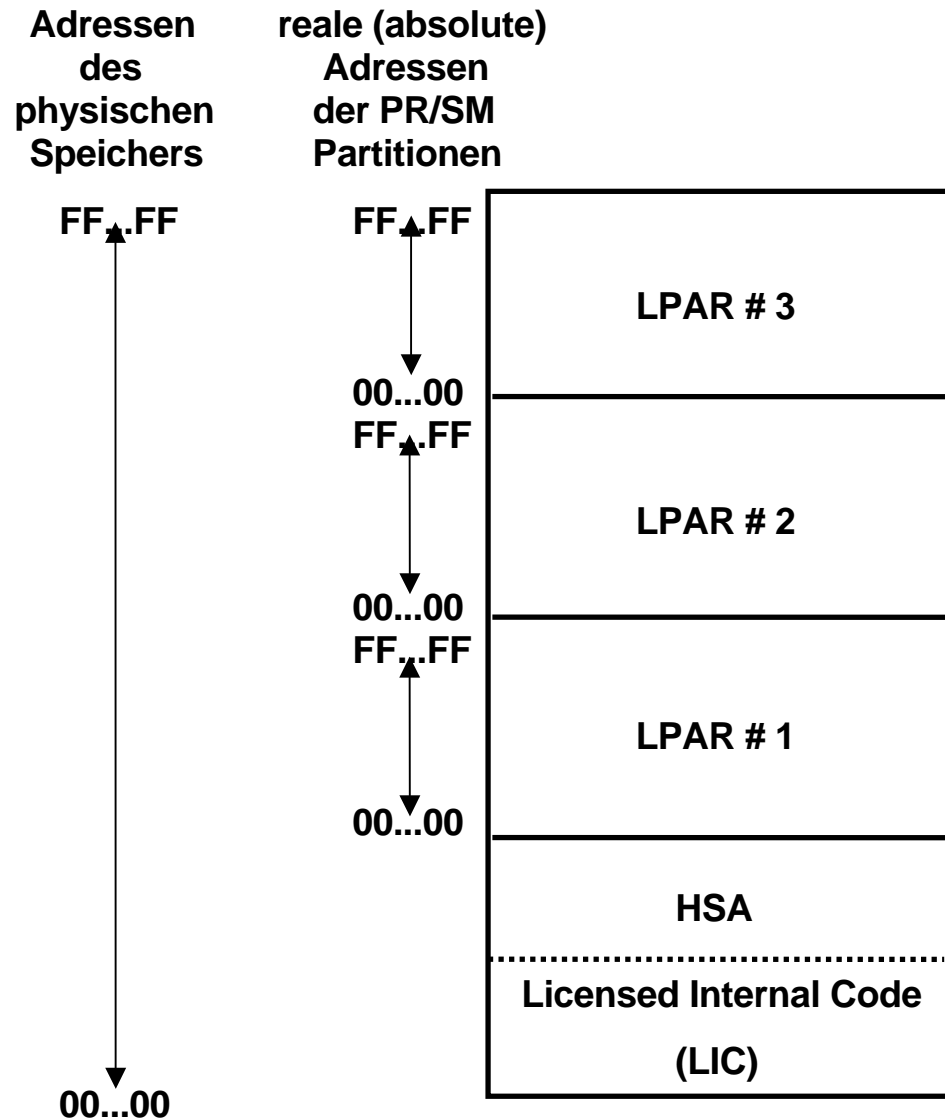 Adressen
des
physischen
Speichers
reale (absolute)
Adressen
der PR/SM
Partitionen
FF...FF
FF...FF
LPAR # 3
00...00
FF...FF
LPAR # 2
00...00
FF...FF
LPAR # 1
00...00
HSA
Licensed Internal Code
(LIC)
00...00